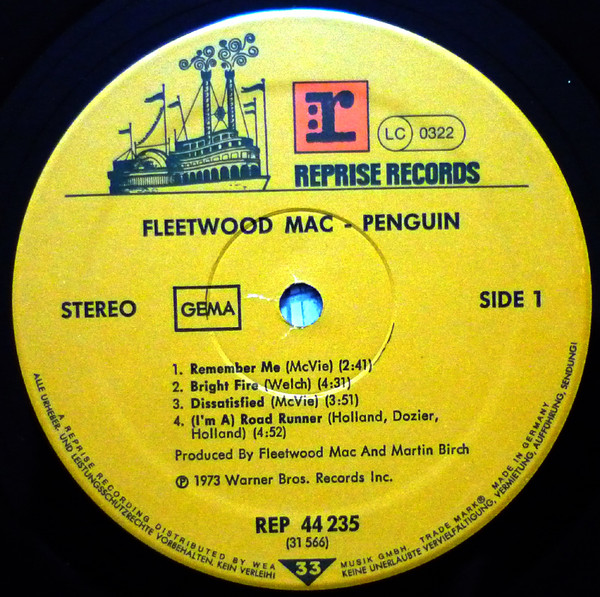 r
LC 0322
REPRISE RECORDS
FLEETWOOD MAC - PENGUIN
STEREO
GEMA
SIDE 1
1. Remember Me (McVie) (2:41)
2. Bright Fire (Welch) (4:31)
3. Dissatisfied (McVie) (3:51)
4. (I'm A) Road Runner (Holland, Dozier,
Holland) (4:52)
Produced By Fleetwood Mac And Martin Birch
℗ 1973 Warner Bros. Records Inc.
REP 44 235
(31 566)
33
A REPRISE RECORDING DISTRIBUTED BY WEA MUSIK GMBH TRADE MARK® MADE IN GERMANY
ALLE URHEBER- UND LEISTUNGSSCHUTZRECHTE VORBEHALTEN. KEIN VERLEIH! KEINE UNERLAUBTE VERVIELFÄLTIGUNG, VERMIETUNG, AUFFÜHRUNG, SENDUNG!